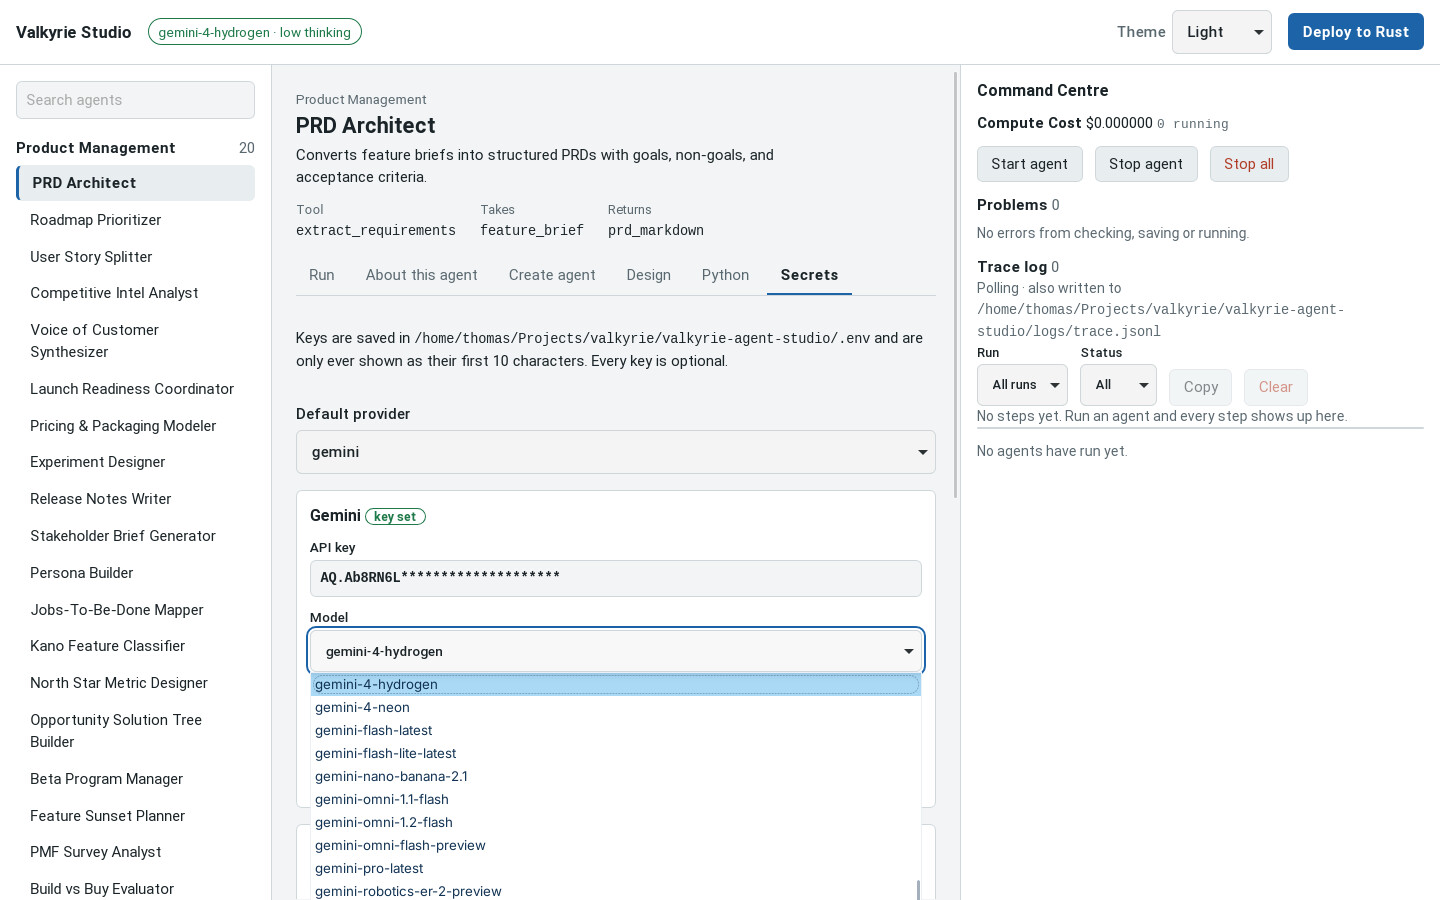 Valkyrie Studio
gemini-4-hydrogen · low thinking
Theme
Light
Deploy to Rust
Search agents
Product Management 20
PRD Architect
Roadmap Prioritizer
User Story Splitter
Competitive Intel Analyst
Voice of Customer
Synthesizer
Launch Readiness Coordinator
Pricing & Packaging Modeler
Experiment Designer
Release Notes Writer
Stakeholder Brief Generator
Persona Builder
Jobs-To-Be-Done Mapper
Kano Feature Classifier
North Star Metric Designer
Opportunity Solution Tree
Builder
Beta Program Manager
Feature Sunset Planner
PMF Survey Analyst
Build vs Buy Evaluator
Product Management
PRD Architect
Converts feature briefs into structured PRDs with goals, non-goals, and
acceptance criteria.
Tool Takes Returns
extract_requirements feature_brief prd_markdown
Run About this agent Create agent Design Python Secrets
Keys are saved in /home/thomas/Projects/valkyrie/valkyrie-agent-studio/.env and are
only ever shown as their first 10 characters. Every key is optional.
Default provider
gemini
Gemini key set
API key
AQ.Ab8RN6L********************
Model
gemini-4-hydrogen
gemini-4-hydrogen
gemini-4-neon
gemini-flash-latest
gemini-flash-lite-latest
gemini-nano-banana-2.1
gemini-omni-1.1-flash
gemini-omni-1.2-flash
gemini-omni-flash-preview
gemini-pro-latest
gemini-robotics-er-2-preview
Command Centre
Compute Cost $0.000000 0 running
Start agent Stop agent Stop all
Problems 0
No errors from checking, saving or running.
Trace log 0
Polling · also written to
/home/thomas/Projects/valkyrie/valkyrie-agent-
studio/logs/trace.jsonl
Run Status
All runs All Copy Clear
No steps yet. Run an agent and every step shows up here.
No agents have run yet.